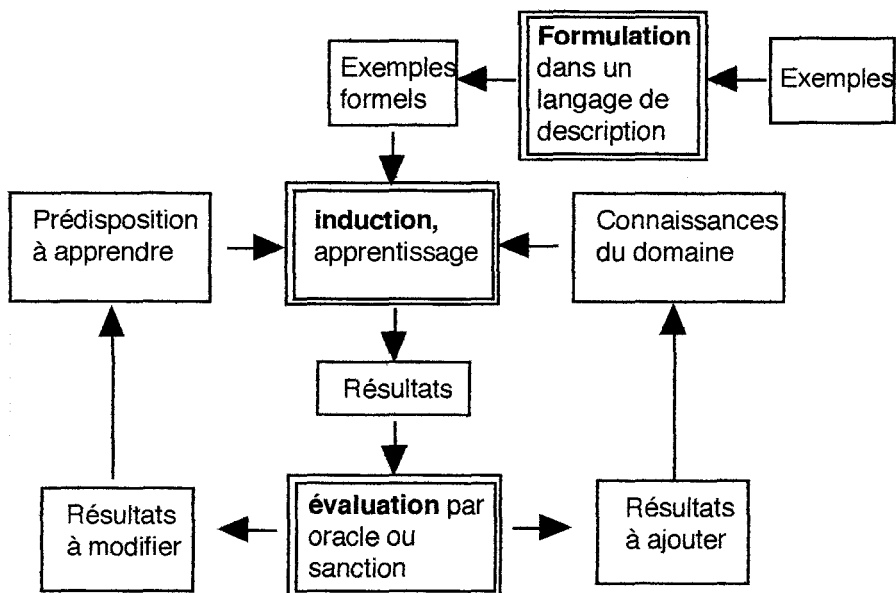 Exemples
formels
Formulation
dans un
langage de
description
Exemples
Prédisposition
à apprendre
induction,
apprentissage
Connaissances
du domaine
Résultats
Résultats
à modifier
évaluation par
oracle ou
sanction
Résultats
à ajouter